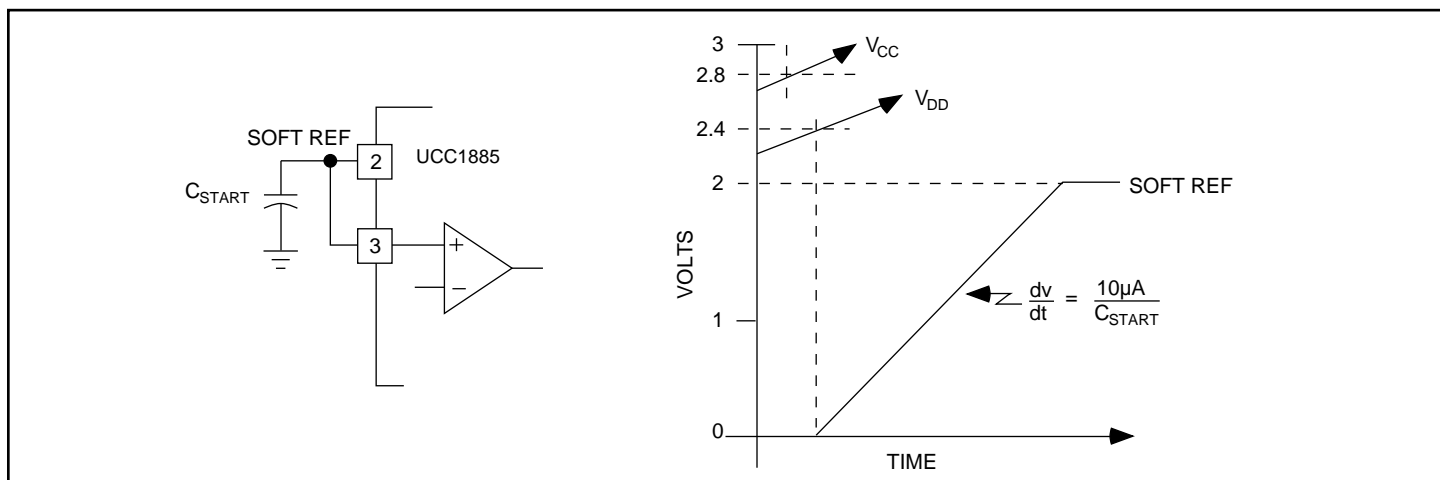 SOFT REF
2
UCC1885
C_START
3
+
−
3
V_CC
2.8
V_DD
2.4
2
SOFT REF
VOLTS
dv/dt = 10µA/C_START
1
0
TIME